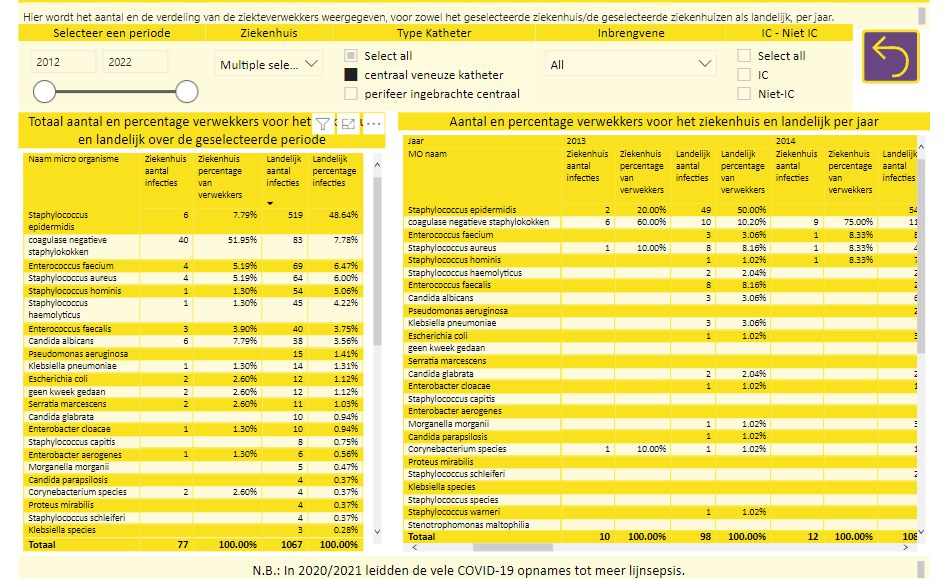 Hier wordt het aantal en de verdeling van de ziekteverwekkers weergegeven, voor zowel het geselecteerde ziekenhuis/de geselecteerde ziekenhuizen als landelijk, per jaar.
Selecteer een periode Ziekenhuis Type Katheter Inbrengvene IC - Niet IC
2012 2022 Multiple sele... Select all All Select all
centraal veneuze katheter IC
perifeer ingebrachte centraal Niet-IC
Totaal aantal en percentage verwekkers voor het
en landelijk over de geselecteerde periode
Naam micro organisme Ziekenhuis aantal infecties Ziekenhuis percentage van verwekkers Landelijk aantal infecties Landelijk percentage infecties
Staphylococcus epidermidis 6 7.79% 519 48.64%
coagulase negatieve staphylokokken 40 51.95% 83 7.78%
Enterococcus faecium 4 5.19% 69 6.47%
Staphylococcus aureus 4 5.19% 64 6.00%
Staphylococcus hominis 1 1.30% 54 5.06%
Staphylococcus haemolyticus 1 1.30% 45 4.22%
Enterococcus faecalis 3 3.90% 40 3.75%
Candida albicans 6 7.79% 38 3.56%
Pseudomonas aeruginosa 15 1.41%
Klebsiella pneumoniae 1 1.30% 14 1.31%
Escherichia coli 2 2.60% 12 1.12%
geen kweek gedaan 2 2.60% 12 1.12%
Serratia marcescens 2 2.60% 11 1.03%
Candida glabrata 10 0.94%
Enterobacter cloacae 1 1.30% 10 0.94%
Staphylococcus capitis 8 0.75%
Enterobacter aerogenes 1 1.30% 6 0.56%
Morganella morganii 5 0.47%
Candida parapsilosis 4 0.37%
Corynebacterium species 2 2.60% 4 0.37%
Proteus mirabilis 4 0.37%
Staphylococcus schleiferi 4 0.37%
Klebsiella species 3 0.28%
Totaal 77 100.00% 1067 100.00%
Aantal en percentage verwekkers voor het ziekenhuis en landelijk per jaar
Jaar 2013 2014
MO naam Ziekenhuis aantal infecties Ziekenhuis percentage van verwekkers Landelijk aantal infecties Landelijk percentage van verwekkers Ziekenhuis aantal infecties Ziekenhuis percentage van verwekkers Landelijk aantal infecties
Staphylococcus epidermidis 2 20.00% 49 50.00%
coagulase negatieve staphylokokken 6 60.00% 10 10.20% 9 75.00%
Enterococcus faecium 3 3.06% 1 8.33%
Staphylococcus aureus 1 10.00% 8 8.16% 1 8.33%
Staphylococcus hominis 1 1.02% 1 8.33%
Staphylococcus haemolyticus 2 2.04%
Enterococcus faecalis 8 8.16%
Candida albicans 3 3.06%
Pseudomonas aeruginosa
Klebsiella pneumoniae 3 3.06%
Escherichia coli 1 1.02%
geen kweek gedaan
Serratia marcescens
Candida glabrata 2 2.04%
Enterobacter cloacae 1 1.02%
Staphylococcus capitis
Enterobacter aerogenes
Morganella morganii 1 1.02%
Candida parapsilosis 1 1.02%
Corynebacterium species 1 10.00% 1 1.02%
Proteus mirabilis
Staphylococcus schleiferi
Klebsiella species
Staphylococcus species
Staphylococcus warneri 1 1.02%
Stenotrophomonas maltophilia
Totaal 10 100.00% 98 100.00% 12 100.00% 108
N.B.: In 2020/2021 leidden de vele COVID-19 opnames tot meer lijnsepsis.